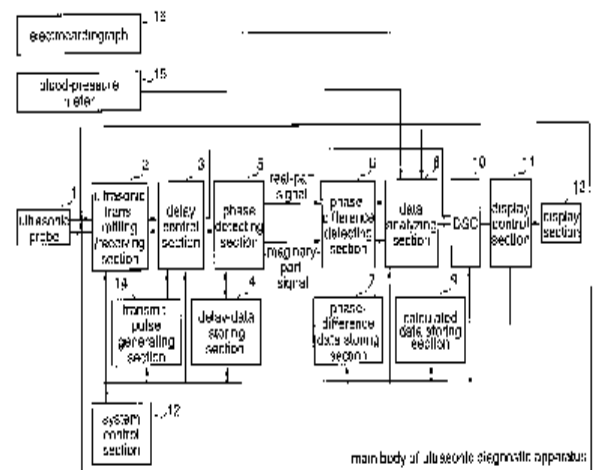 16
electrocardiograph
15
blood-pressure
meter
1
2
3
5
6
8
10
11
13
real-part
signal
ultrasonic
probe
ultrasonic
trans
mitting
/receiving
section
delay
control
section
phase
detecting
section
phase
difference
detecting
section
data
analyzing
section
DSC
display
control
section
display
section
imaginary-
part
signal
14
4
7
9
transmit
pulse
generating
section
delay-data
storing
section
phase-
difference
data storing
section
calculated
data storing
section
12
system
control
section
main body of ultrasonic diagnostic apparatus